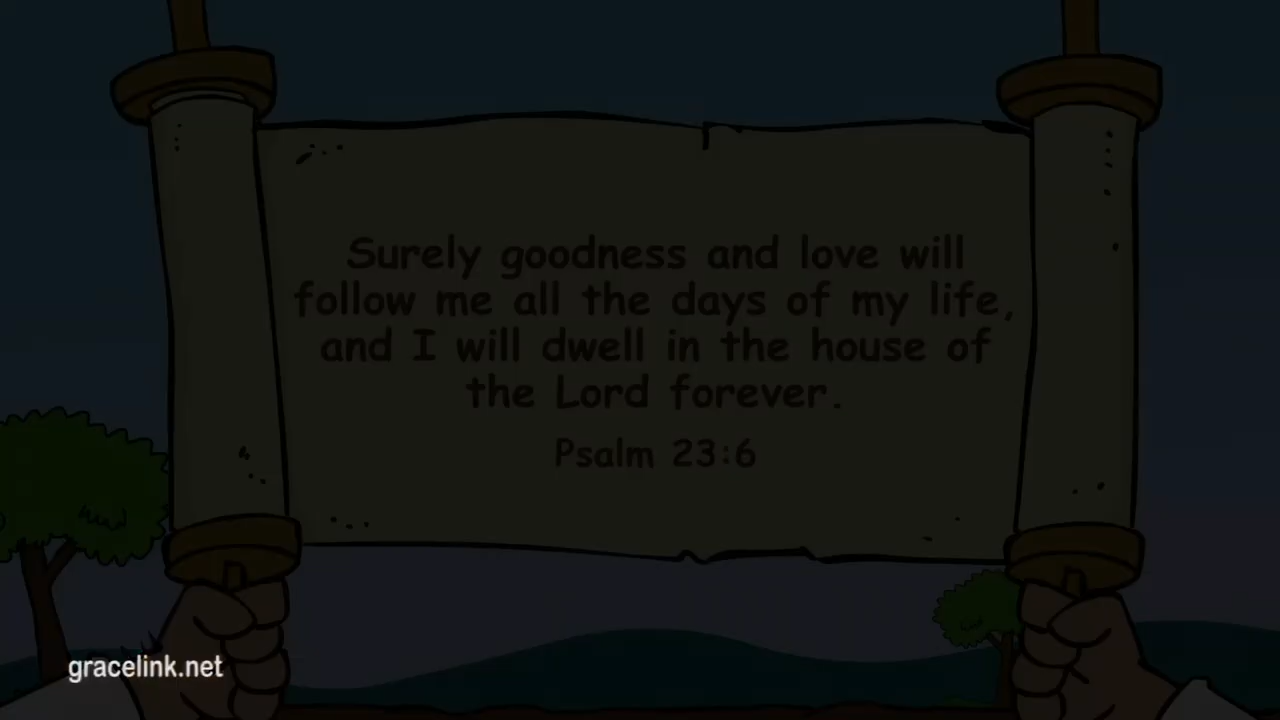 Surely goodness and love will
follow me all the days of my life,
and I will dwell in the house of
the Lord forever.
Psalm 23:6
gracelink.net